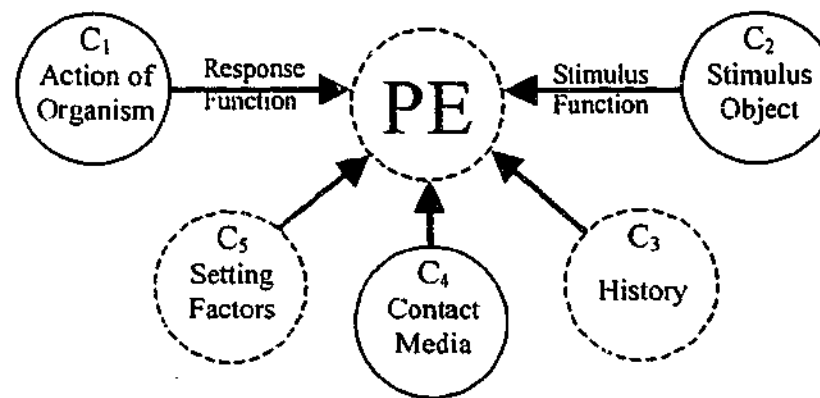 C₁
Action of
Organism
Response
Function
PE
Stimulus
Function
C₂
Stimulus
Object
C₅
Setting
Factors
C₄
Contact
Media
C₃
History